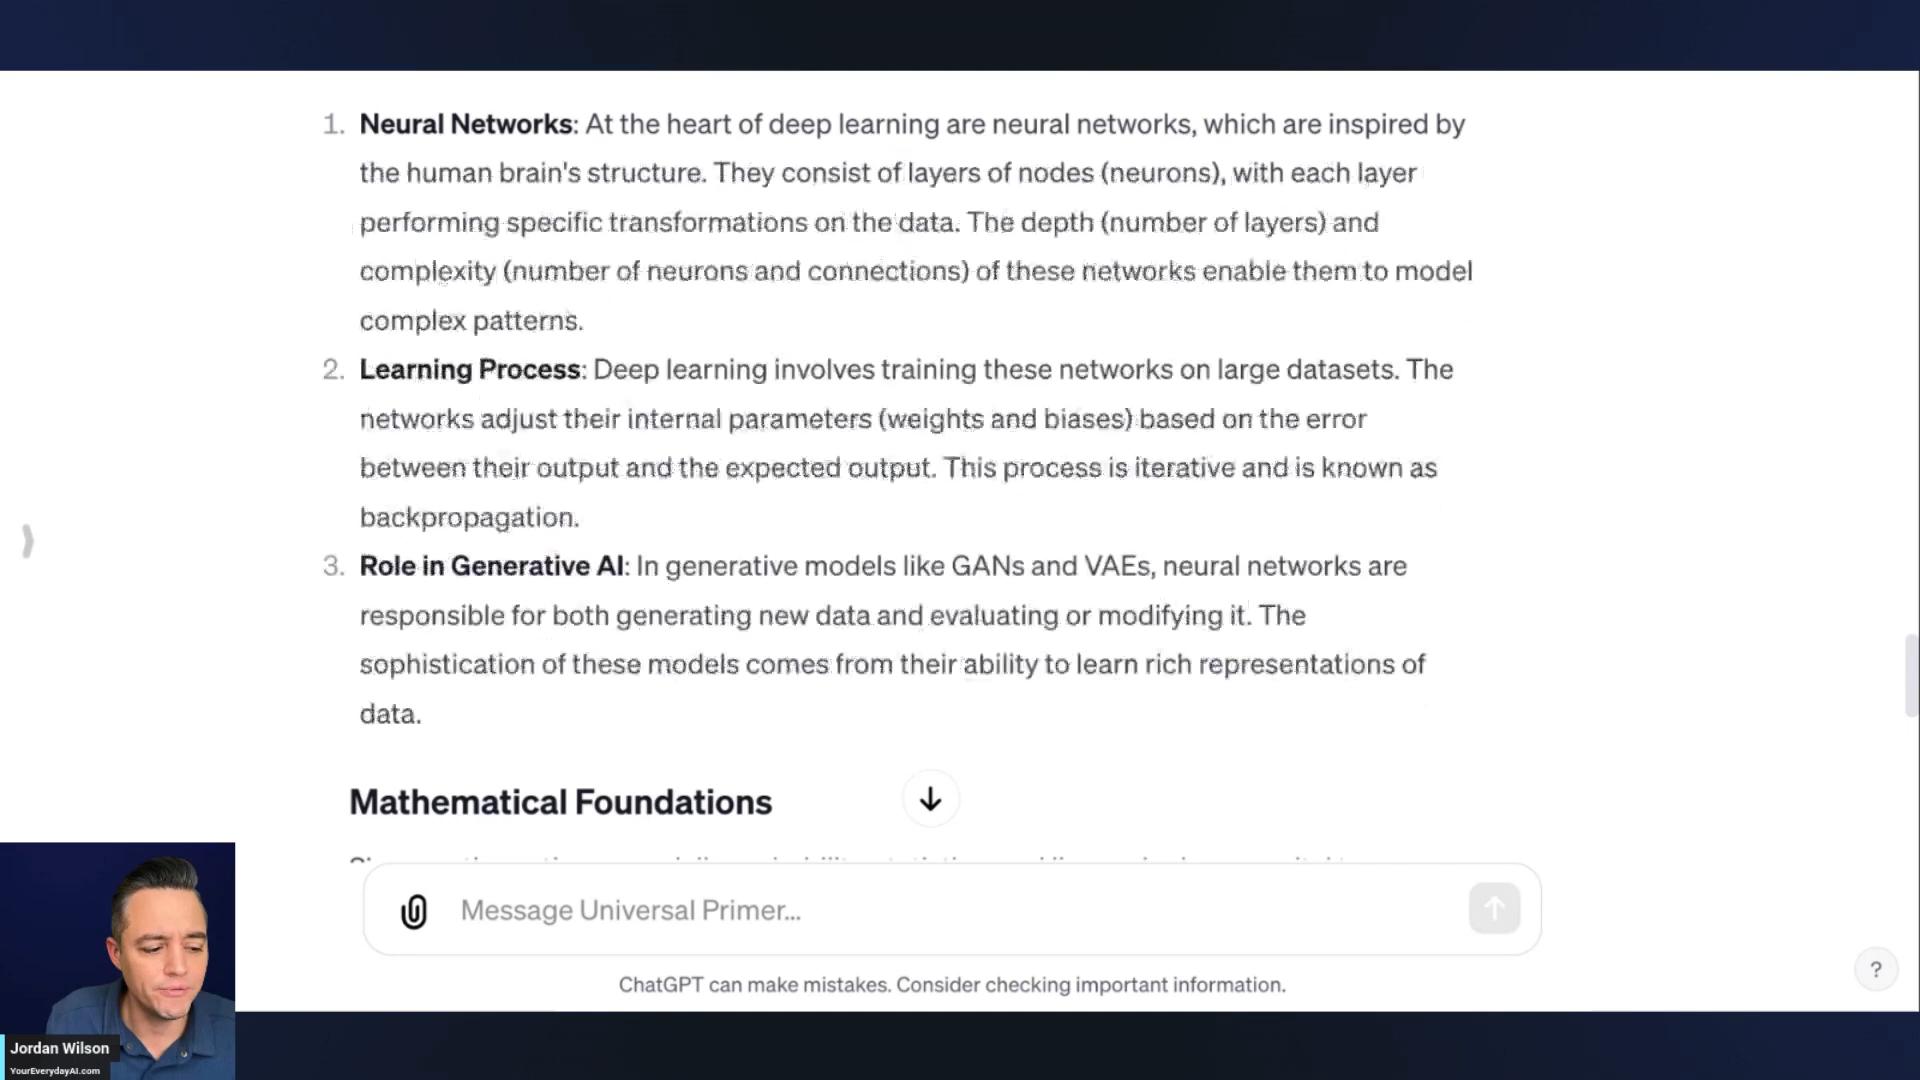 1. Neural Networks: At the heart of deep learning are neural networks, which are inspired by
the human brain's structure. They consist of layers of nodes (neurons), with each layer
performing specific transformations on the data. The depth (number of layers) and
complexity (number of neurons and connections) of these networks enable them to model
complex patterns.
2. Learning Process: Deep learning involves training these networks on large datasets. The
networks adjust their internal parameters (weights and biases) based on the error
between their output and the expected output. This process is iterative and is known as
backpropagation.
3. Role in Generative AI: In generative models like GANs and VAEs, neural networks are
responsible for both generating new data and evaluating or modifying it. The
sophistication of these models comes from their ability to learn rich representations of
data.
Mathematical Foundations
Message Universal Primer...
ChatGPT can make mistakes. Consider checking important information.
?
Jordan Wilson
YourEverydayAI.com